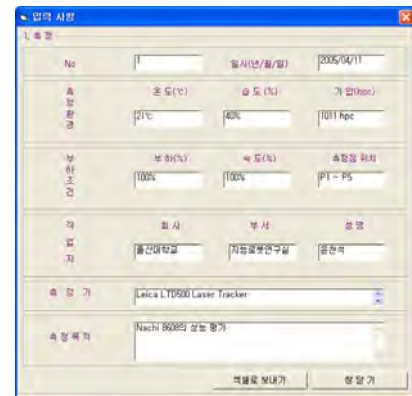 입력 사항
1. 측 정
No 1 일시(년/월/일) 2005/04/11
측정환경 온 도(℃) 습 도(%) 기 압(hpc)
21℃ 40% 1011 hpc
부하조건 부 하(%) 속 도(%) 측정점 위치
100% 100% P1 ~ P5
작업자 회 사 부 서 성 명
울산대학교 지능로봇연구실 윤천석
측 정 기 Leica LTD500 Laser Tracker
측 정 목 적 Nachi 8608의 성능 평가
엑셀로 보내기 창 닫 기